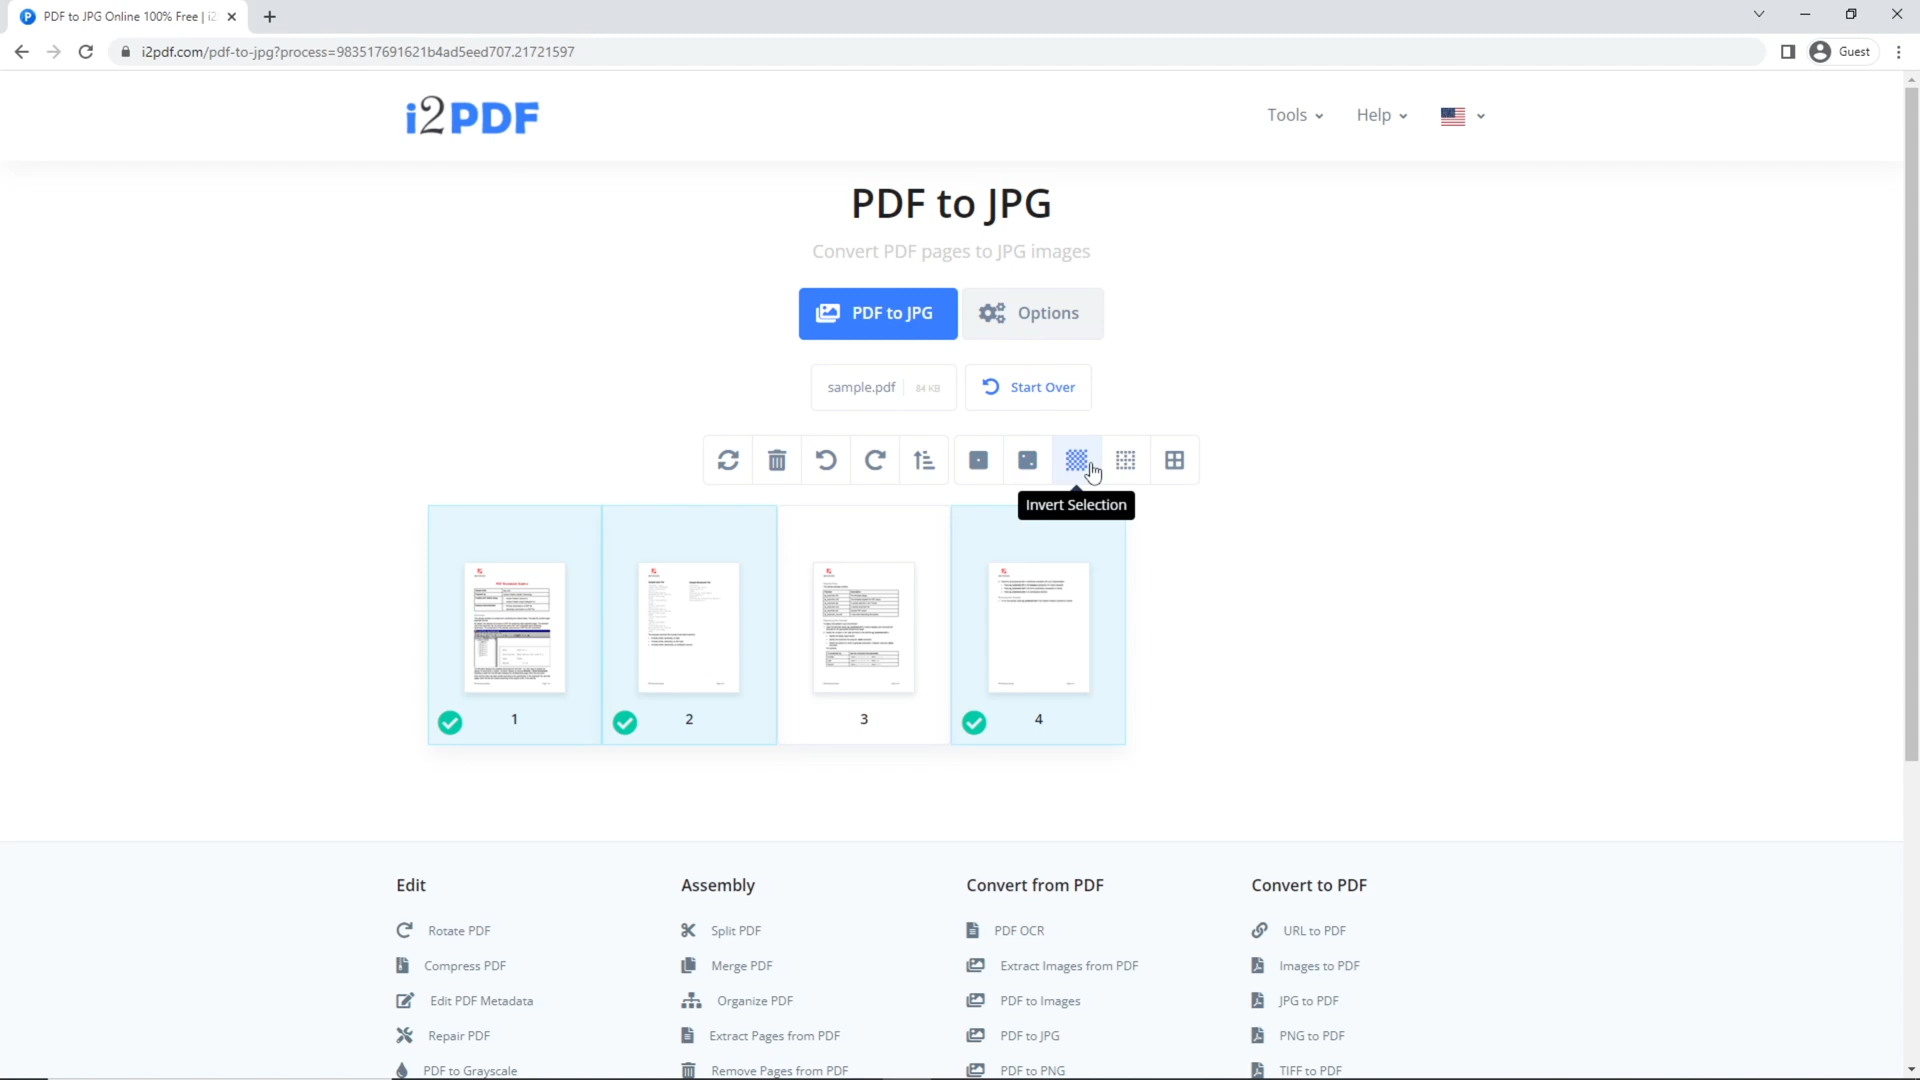 PDF to JPG Online 100% Free | i2
i2pdf.com/pdf-to-jpg?process=983517691621b4ad5eed707.21721597
Guest
i2PDF
Tools
Help
PDF to JPG
Convert PDF pages to JPG images
PDF to JPG
Options
sample.pdf
84 KB
Start Over
Invert Selection
1
2
3
4
Edit
Assembly
Convert from PDF
Convert to PDF
Rotate PDF
Split PDF
PDF OCR
URL to PDF
Compress PDF
Merge PDF
Extract Images from PDF
Images to PDF
Edit PDF Metadata
Organize PDF
PDF to Images
JPG to PDF
Repair PDF
Extract Pages from PDF
PDF to JPG
PNG to PDF
PDF to Grayscale
Remove Pages from PDF
PDF to PNG
TIFF to PDF